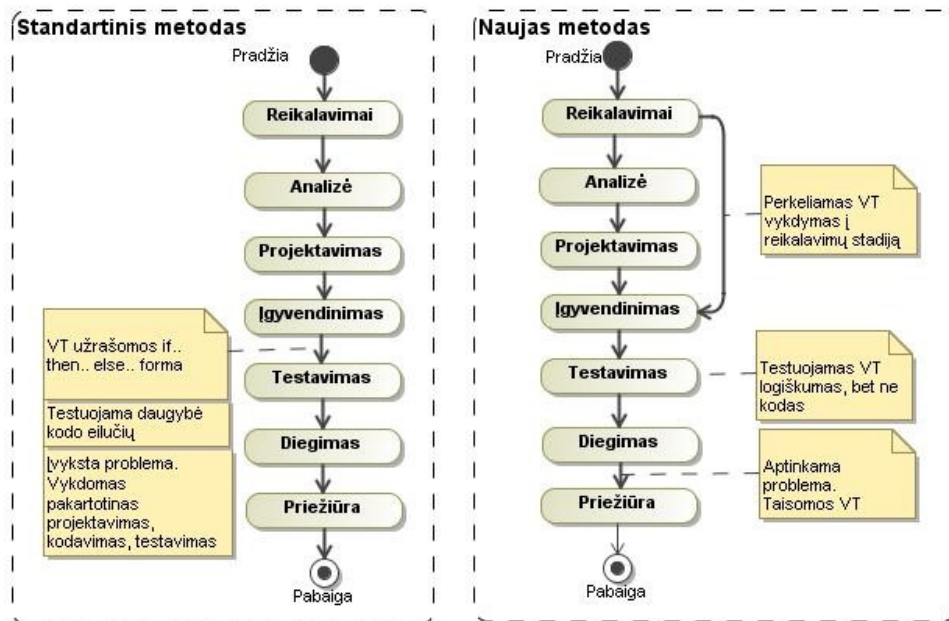 Standartinis metodas
Pradžia
Reikalavimai
Analizė
Projektavimas
Įgyvendinimas
Testavimas
Diegimas
Priežiūra
Pabaiga
VT užrašomos if..
then.. else.. forma
Testuojama daugybė
kodo eilučių
Įvyksta problema.
Vykdomas
pakartotinas
projektavimas,
kodavimas, testavimas
Naujas metodas
Pradžia
Reikalavimai
Analizė
Projektavimas
Įgyvendinimas
Testavimas
Diegimas
Priežiūra
Pabaiga
Perkeliamas VT
vykdymas į
reikalavimų stadiją
Testuojamas VT
logiškumas, bet ne
kodas
Aptinkama
problema.
Taisomos VT